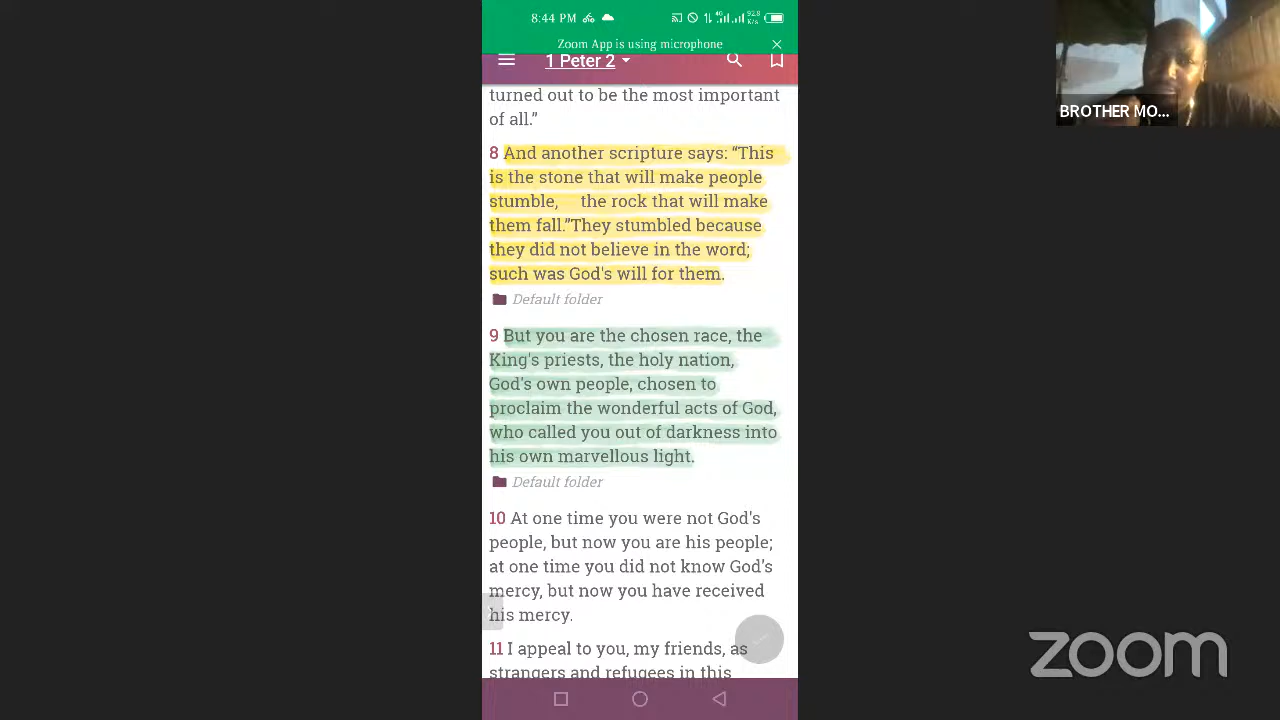 8:44 PM
4G
92.8
K/s
Zoom App is using microphone
1 Peter 2
turned out to be the most important
of all.”
8 And another scripture says: “This
is the stone that will make people
stumble, the rock that will make
them fall.”They stumbled because
they did not believe in the word;
such was God's will for them.
Default folder
9 But you are the chosen race, the
King's priests, the holy nation,
God's own people, chosen to
proclaim the wonderful acts of God,
who called you out of darkness into
his own marvellous light.
Default folder
10 At one time you were not God's
people, but now you are his people;
at one time you did not know God's
mercy, but now you have received
his mercy.
11 I appeal to you, my friends, as
strangers and refugees in this
BROTHER MO...
zoom